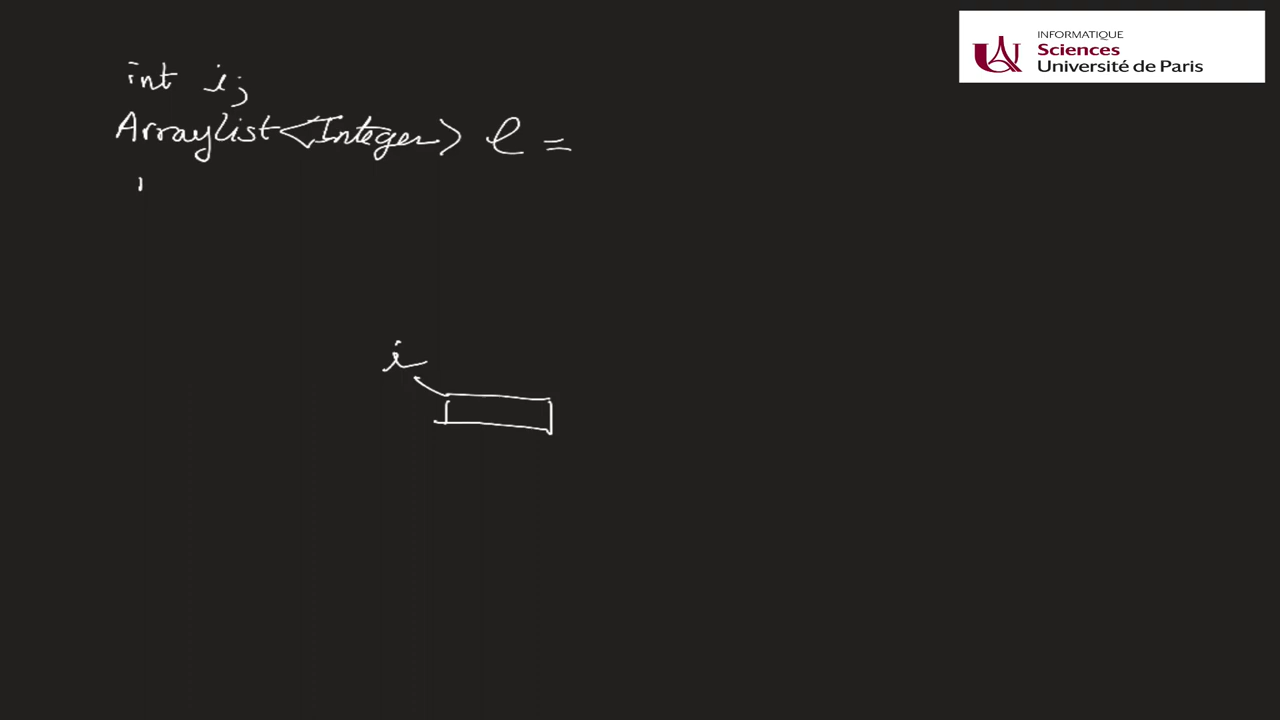 INFORMATIQUE
Sciences
Université de Paris
int i;
ArrayList<Integer> l =
i